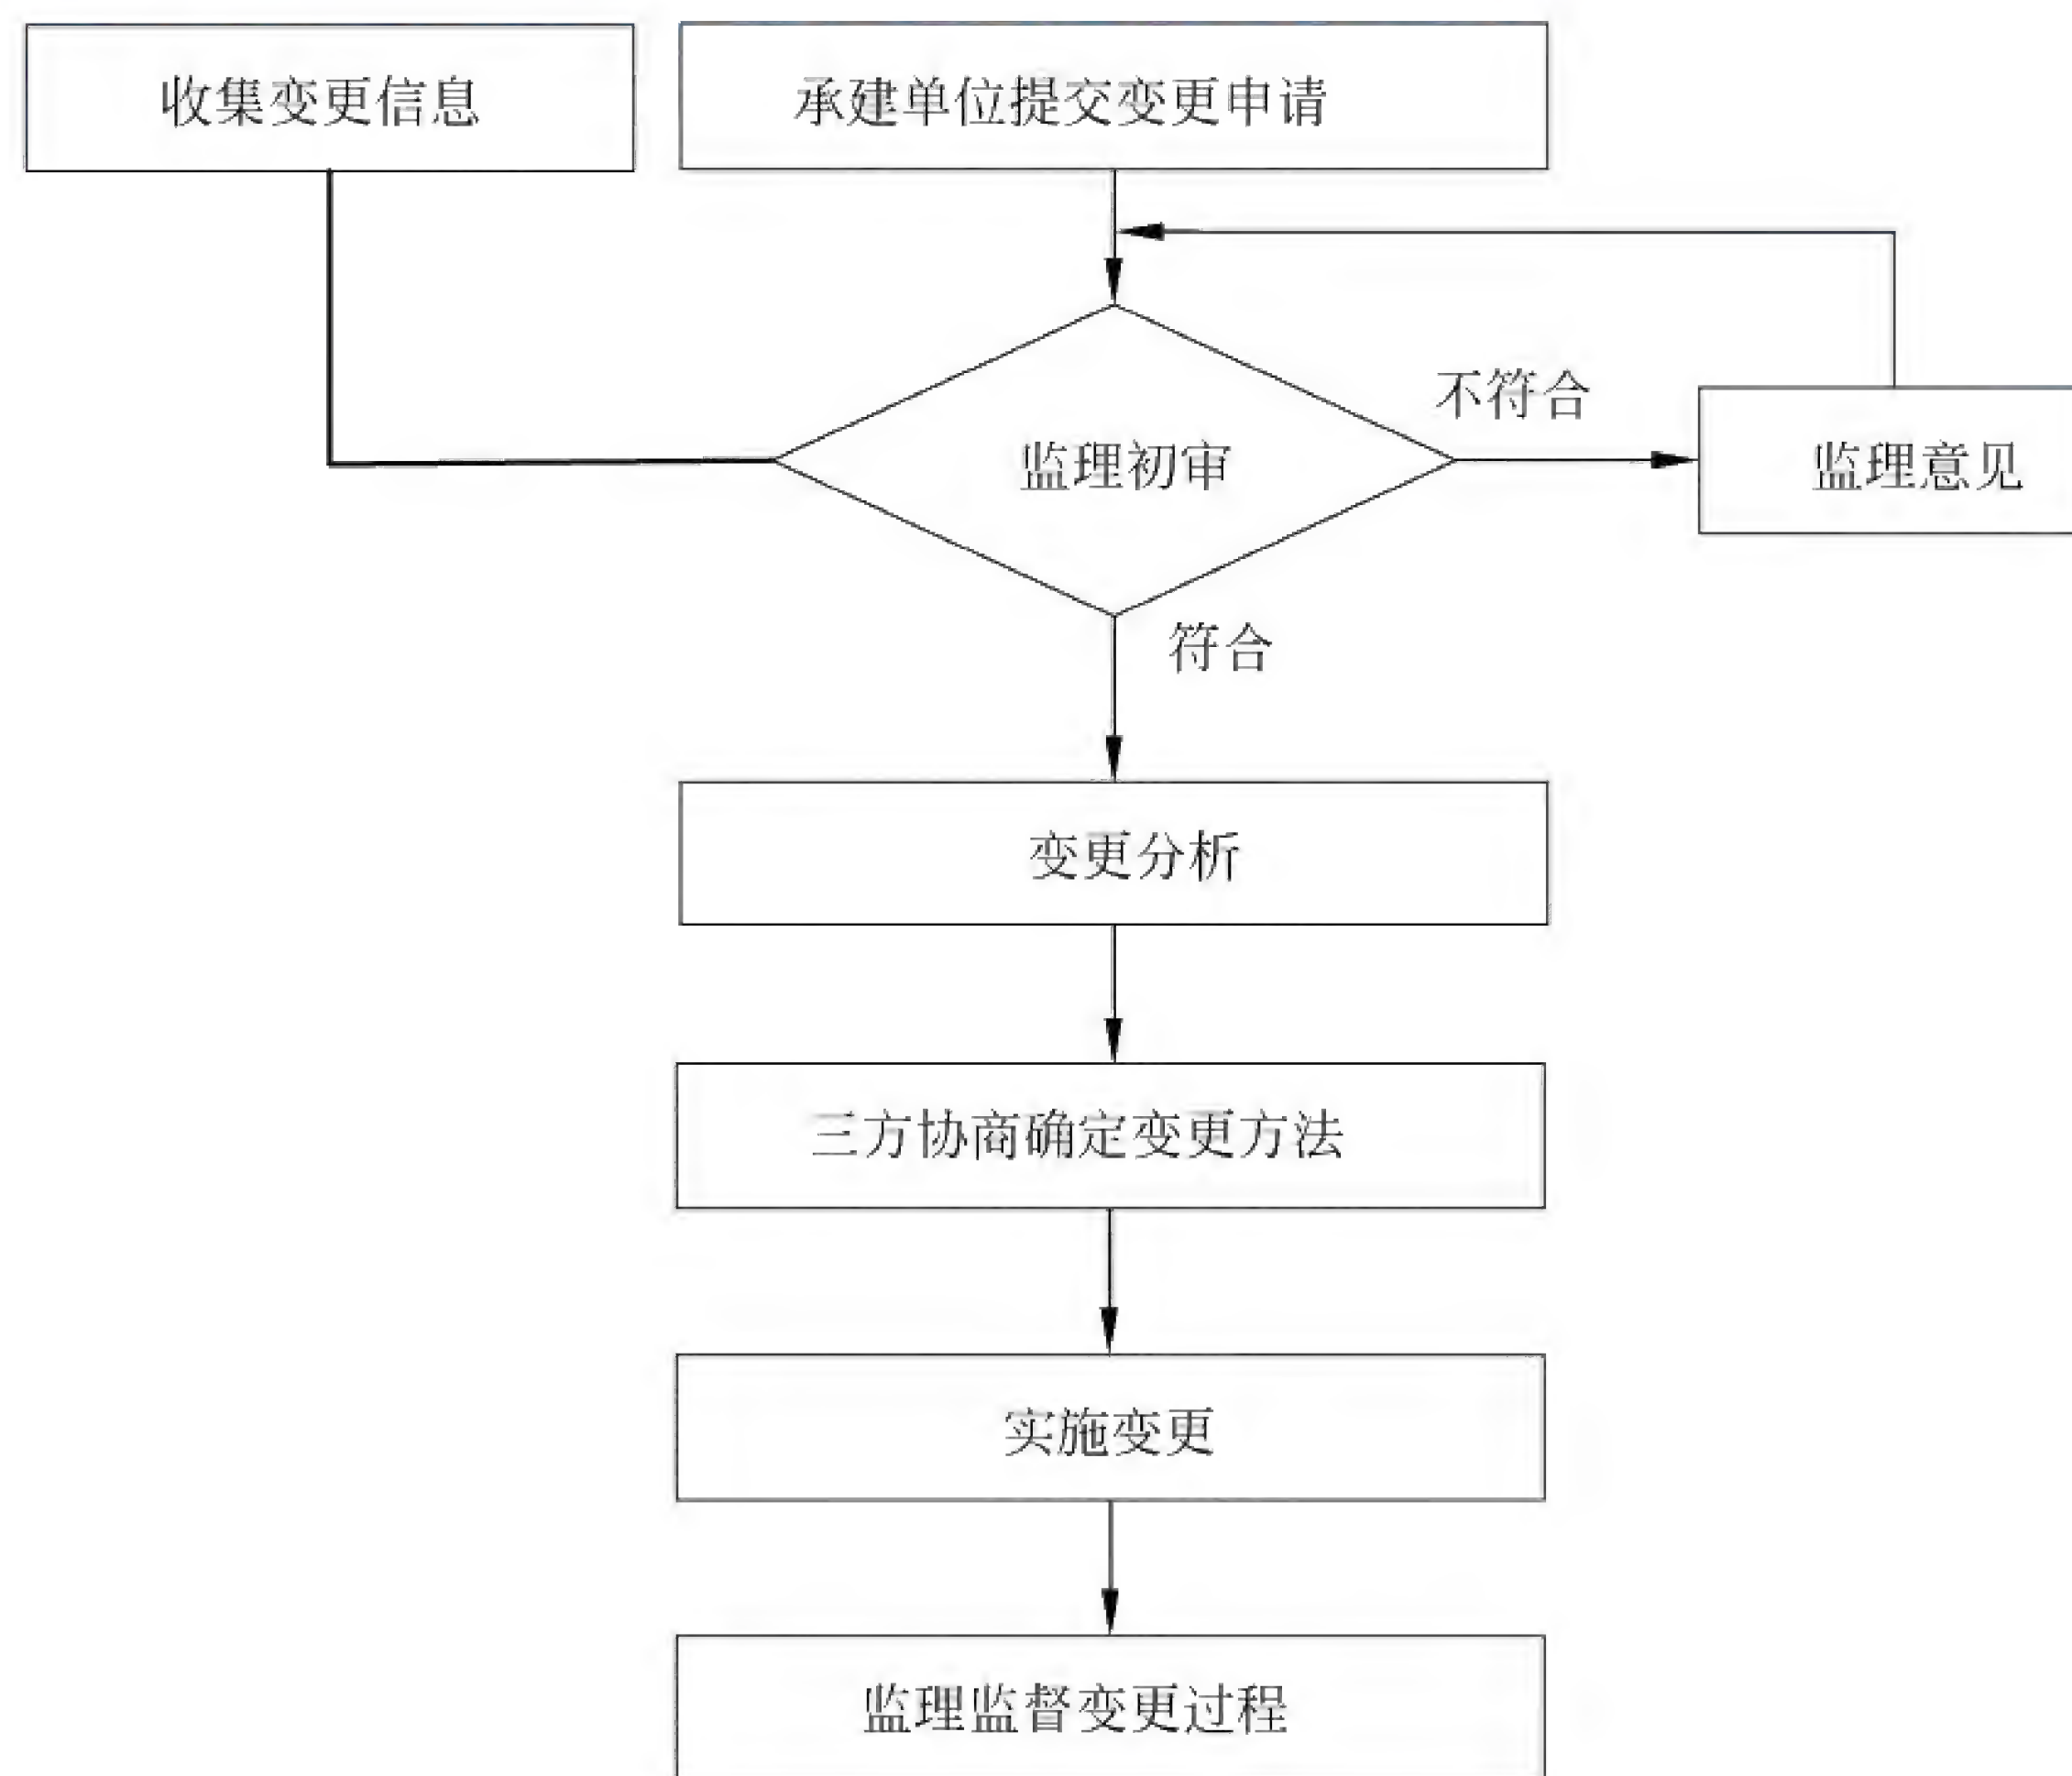 收集变更信息
承建单位提交变更申请
不符合
监理初审
监理意见
符合
变更分析
三方协商确定变更方法
实施变更
监理监督变更过程